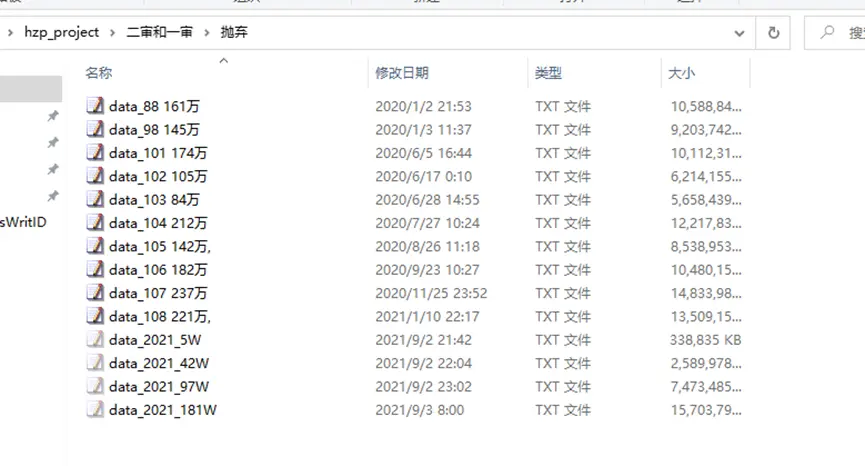 hzp_project > 二审和一审 > 抛弃
名称 修改日期 类型 大小
data_88 161万 2020/1/2 21:53 TXT 文件 10,588,84...
data_98 145万 2020/1/3 11:37 TXT 文件 9,203,742...
data_101 174万 2020/6/5 16:44 TXT 文件 10,112,31...
data_102 105万 2020/6/17 0:10 TXT 文件 6,214,155...
data_103 84万 2020/6/28 14:55 TXT 文件 5,658,439...
data_104 212万 2020/7/27 10:24 TXT 文件 12,217,83...
data_105 142万, 2020/8/26 11:18 TXT 文件 8,538,953...
data_106 182万 2020/9/23 10:27 TXT 文件 10,480,15...
data_107 237万 2020/11/25 23:52 TXT 文件 14,833,98...
data_108 221万, 2021/1/10 22:17 TXT 文件 13,509,15...
sWritID
data_2021_5W 2021/9/2 21:42 TXT 文件 338,835 KB
data_2021_42W 2021/9/2 22:04 TXT 文件 2,589,978...
data_2021_97W 2021/9/2 23:02 TXT 文件 7,473,485...
data_2021_181W 2021/9/3 8:00 TXT 文件 15,703,79...